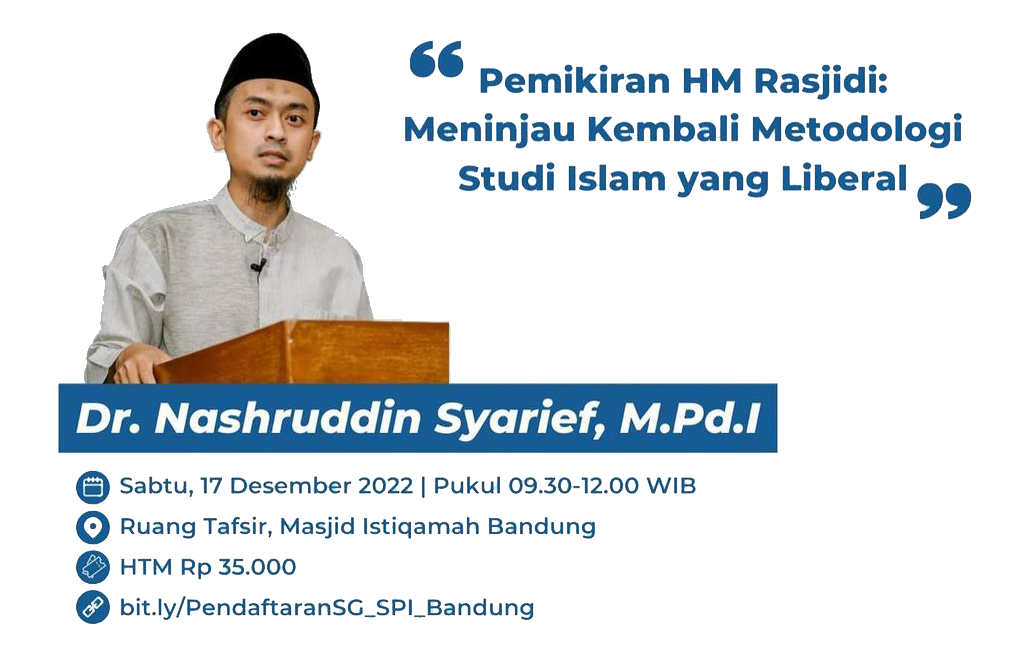 “ Pemikiran HM Rasjidi:
Meninjau Kembali Metodologi
Studi Islam yang Liberal ”
Dr. Nashruddin Syarief, M.Pd.I
Sabtu, 17 Desember 2022 | Pukul 09.30-12.00 WIB
Ruang Tafsir, Masjid Istiqamah Bandung
HTM Rp 35.000
bit.ly/PendaftaranSG_SPI_Bandung